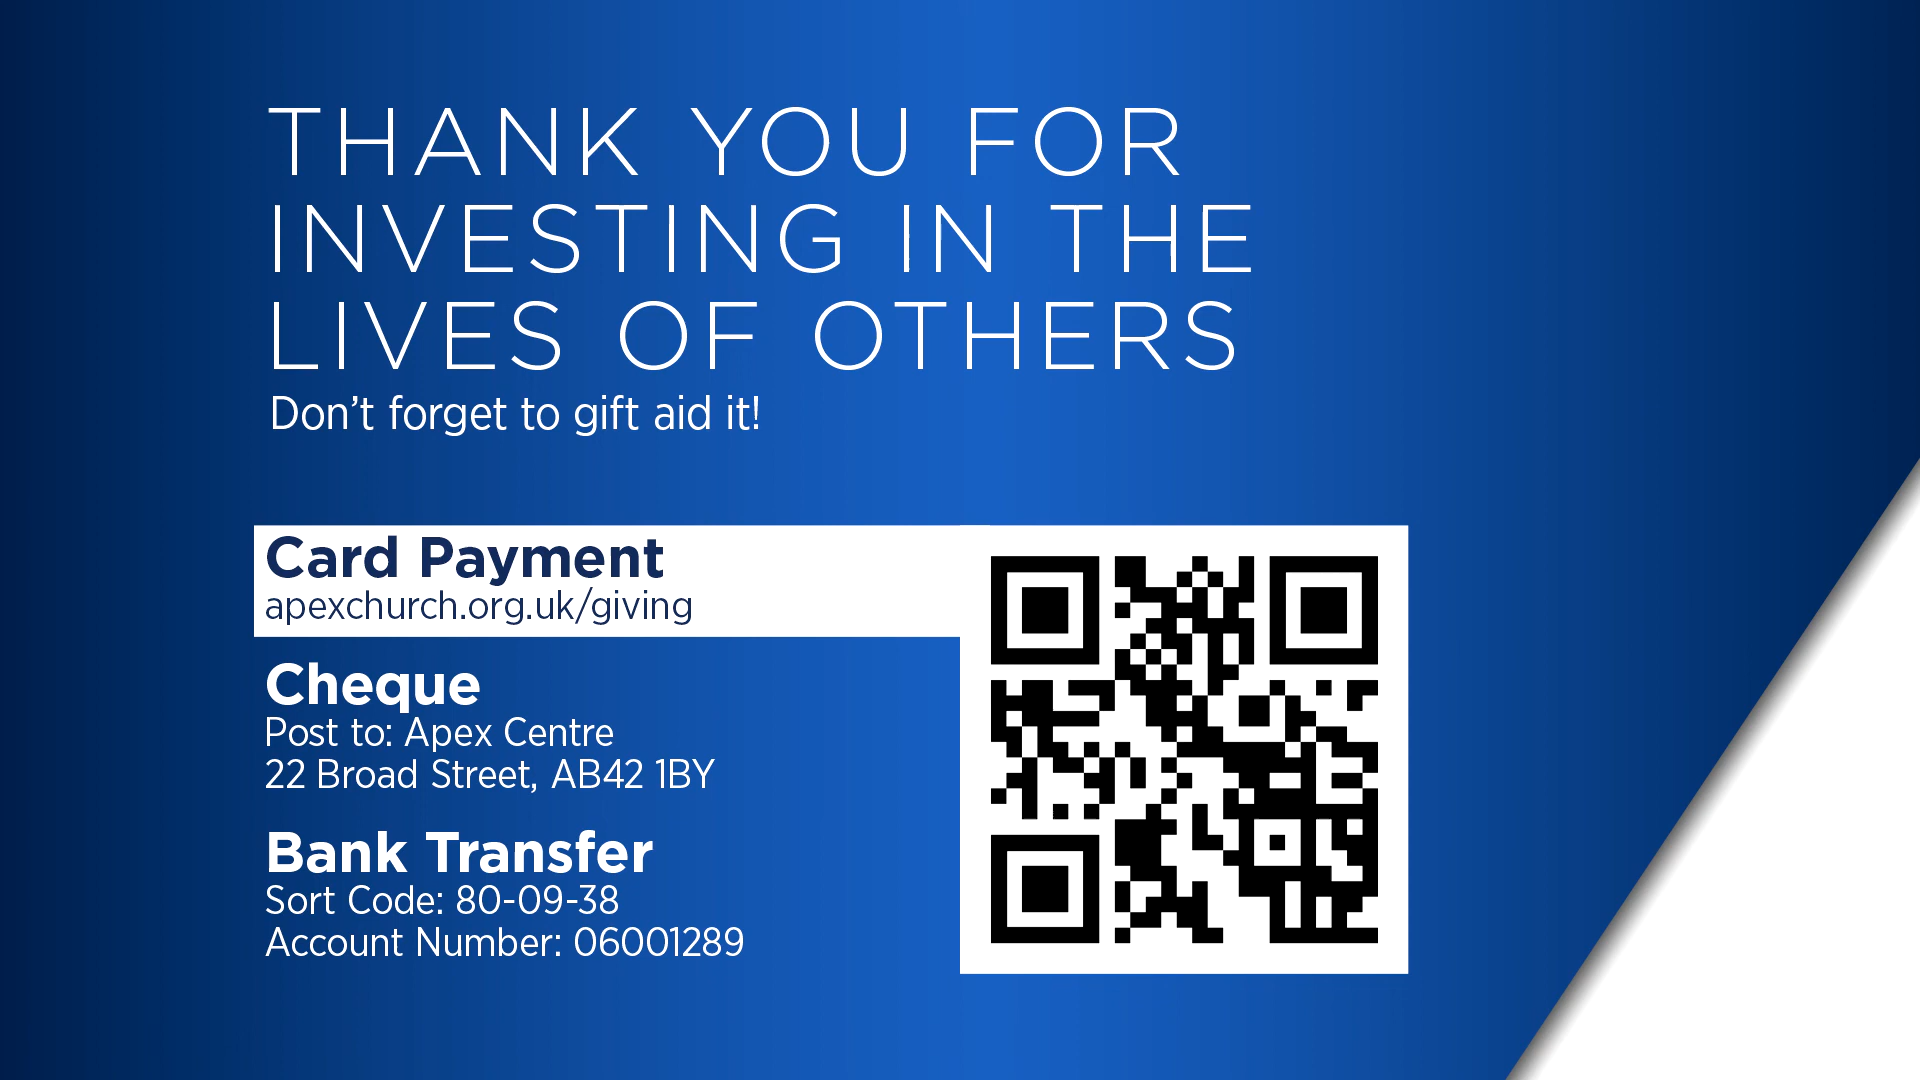 THANK YOU FOR
INVESTING IN THE
LIVES OF OTHERS
Don’t forget to gift aid it!
Card Payment
apexchurch.org.uk/giving
Cheque
Post to: Apex Centre
22 Broad Street, AB42 1BY
Bank Transfer
Sort Code: 80-09-38
Account Number: 06001289